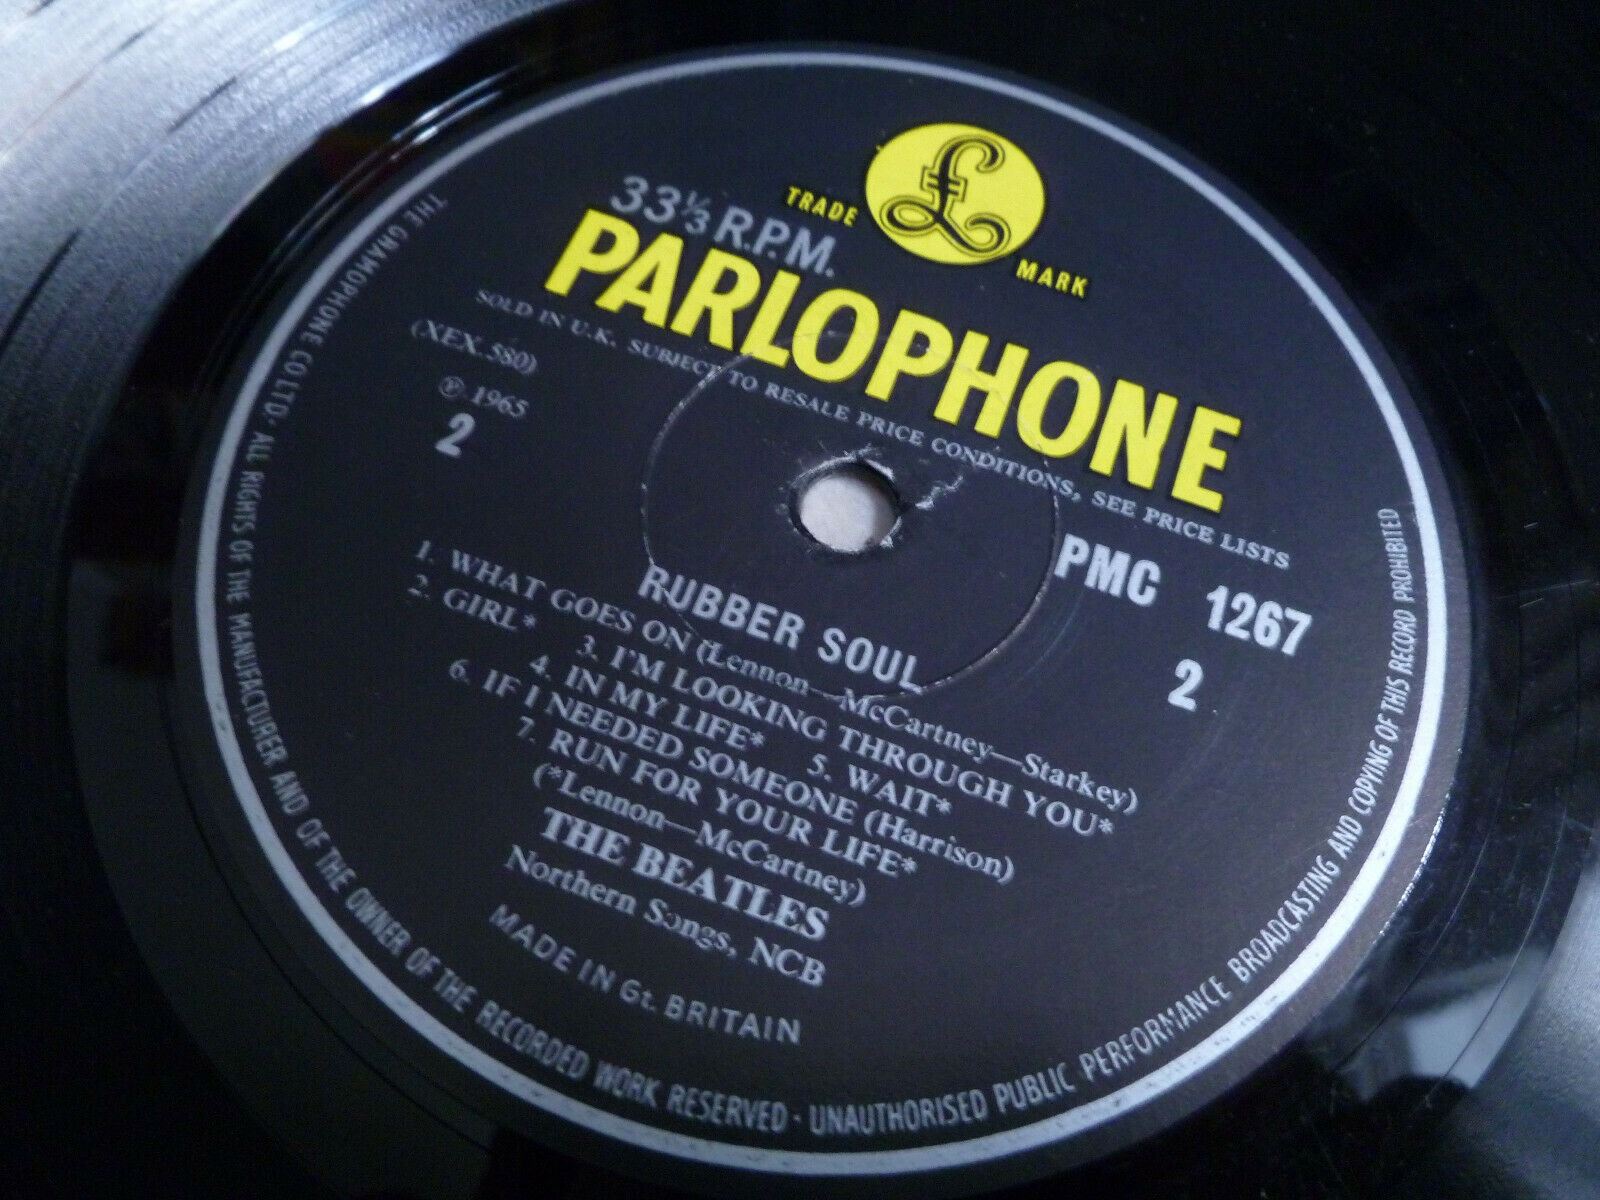 £
TRADE MARK
33⅓ R.P.M.
PARLOPHONE
SOLD IN U.K. SUBJECT TO RESALE PRICE CONDITIONS, SEE PRICE LISTS
(XEX.580)
℗ 1965
2
PMC 1267
2
RUBBER SOUL
1. WHAT GOES ON (Lennon—McCartney—Starkey)
2. GIRL* 3. I'M LOOKING THROUGH YOU*
4. IN MY LIFE* 5. WAIT*
6. IF I NEEDED SOMEONE (Harrison)
7. RUN FOR YOUR LIFE*
(*Lennon—McCartney)
THE BEATLES
Northern Songs, NCB
MADE IN Gt. BRITAIN
THE GRAMOPHONE CO LTD· ALL RIGHTS OF THE MANUFACTURER AND OF THE OWNER OF THE RECORDED WORK RESERVED · UNAUTHORISED PUBLIC PERFORMANCE BROADCASTING AND COPYING OF THIS RECORD PROHIBITED